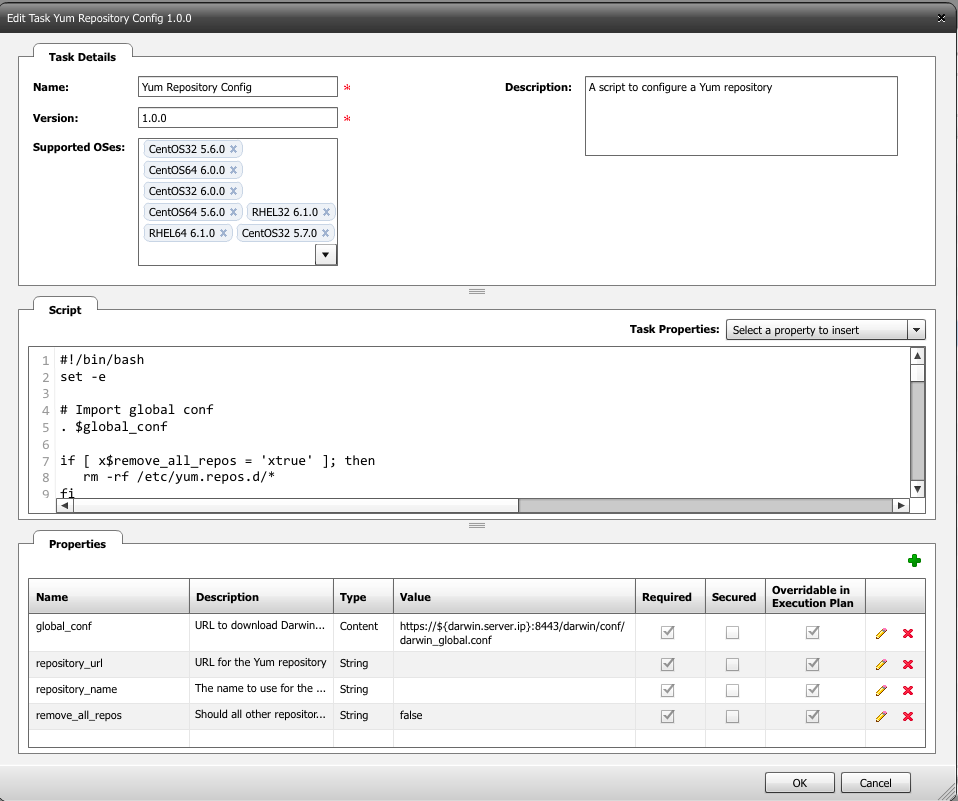 Edit Task Yum Repository Config 1.0.0
Task Details
Name: Yum Repository Config *
Description: A script to configure a Yum repository
Version: 1.0.0 *
Supported OSes: CentOS32 5.6.0 x
CentOS64 6.0.0 x
CentOS32 6.0.0 x
CentOS64 5.6.0 x RHEL32 6.1.0 x
RHEL64 6.1.0 x CentOS32 5.7.0 x
Script
Task Properties: Select a property to insert
1 #!/bin/bash
2 set -e
3
4 # Import global conf
5 . $global_conf
6
7 if [ x$remove_all_repos = 'xtrue' ]; then
8 rm -rf /etc/yum.repos.d/*
9 fi
Properties
Name Description Type Value Required Secured Overridable in
Execution Plan
global_conf URL to download Darwin... Content https://${darwin.server.ip}:8443/darwin/conf/
darwin_global.conf
repository_url URL for the Yum repository String
repository_name The name to use for the ... String
remove_all_repos Should all other repositor... String false
OK Cancel